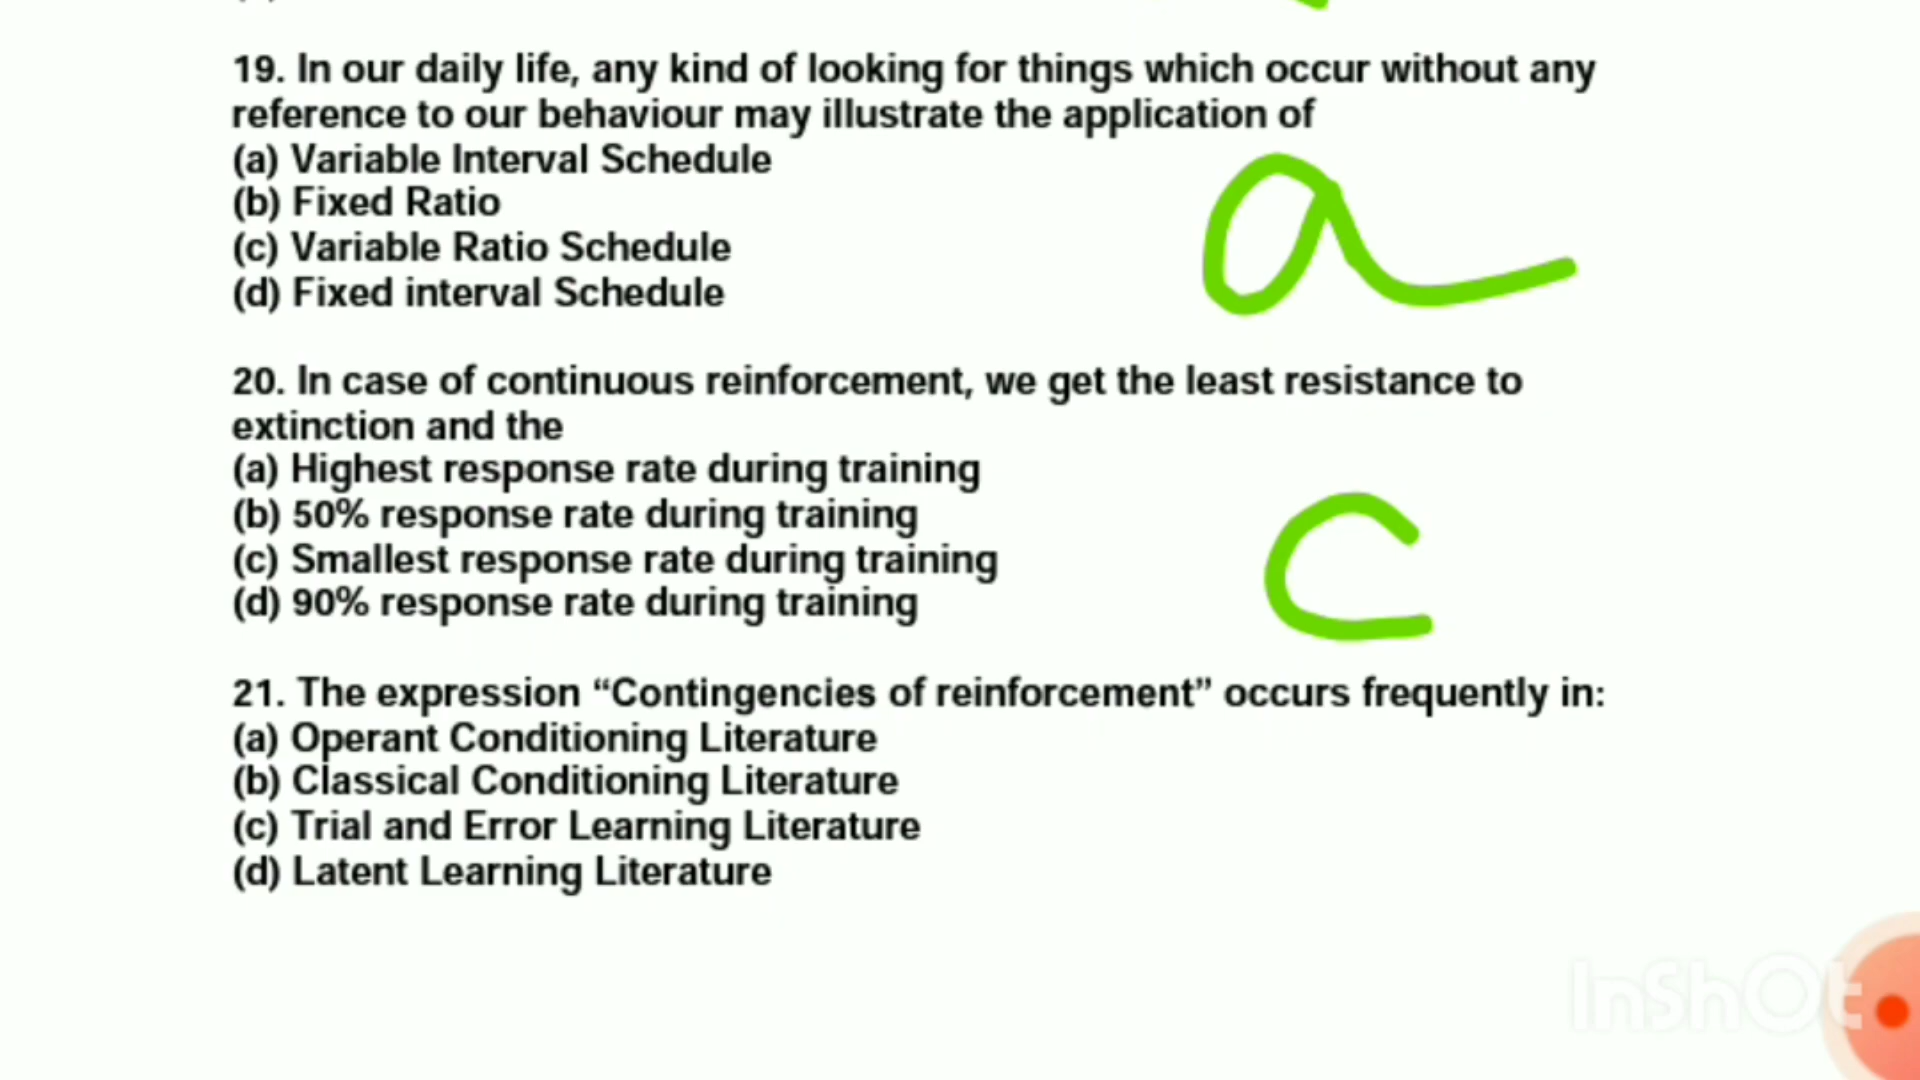 19. In our daily life, any kind of looking for things which occur without any
reference to our behaviour may illustrate the application of
(a) Variable Interval Schedule
(b) Fixed Ratio
(c) Variable Ratio Schedule
(d) Fixed interval Schedule
a
20. In case of continuous reinforcement, we get the least resistance to
extinction and the
(a) Highest response rate during training
(b) 50% response rate during training
(c) Smallest response rate during training
(d) 90% response rate during training
c
21. The expression “Contingencies of reinforcement” occurs frequently in:
(a) Operant Conditioning Literature
(b) Classical Conditioning Literature
(c) Trial and Error Learning Literature
(d) Latent Learning Literature
InShOt